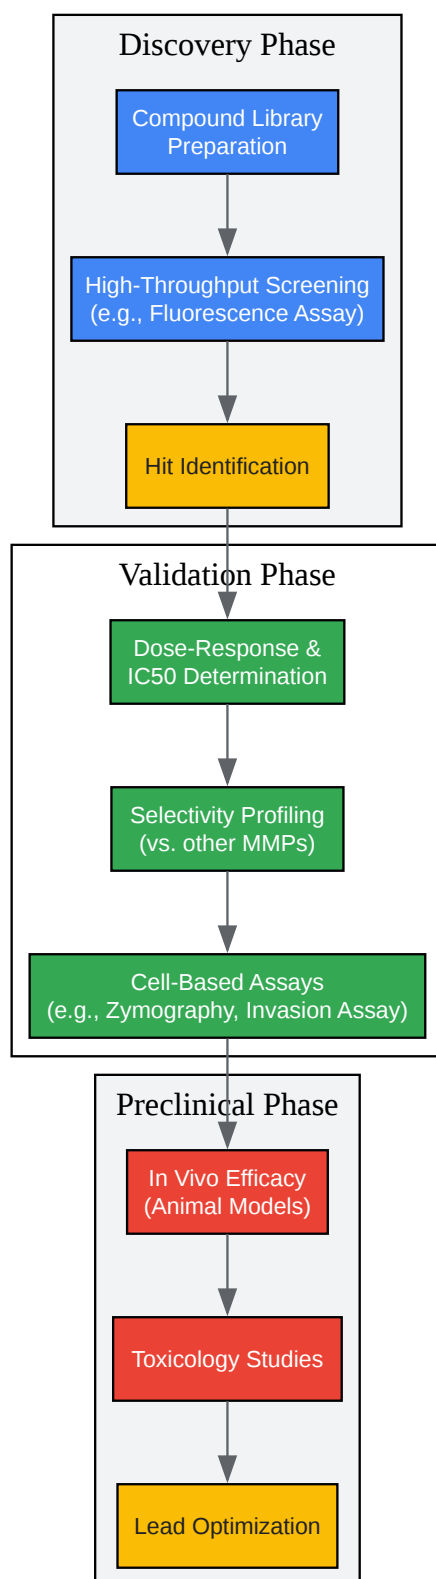 Discovery Phase
Compound Library
Preparation
High-Throughput Screening
(e.g., Fluorescence Assay)
Hit Identification
Validation Phase
Dose-Response &
IC50 Determination
Selectivity Profiling
(vs. other MMPs)
Cell-Based Assays
(e.g., Zymography, Invasion Assay)
Preclinical Phase
In Vivo Efficacy
(Animal Models)
Toxicology Studies
Lead Optimization